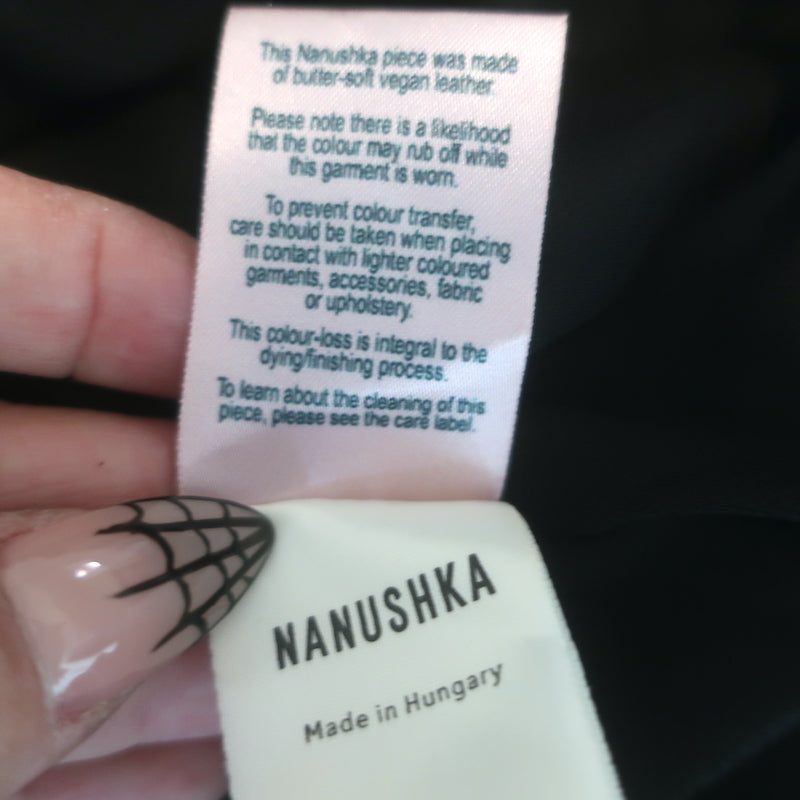 This Nanushka piece was made
of butter-soft vegan leather.
Please note there is a likelihood
that the colour may rub off while
this garment is worn.
To prevent colour transfer,
care should be taken when placing
in contact with lighter coloured
garments, accessories, fabric
or upholstery.
This colour-loss is integral to the
dying/finishing process.
To learn about the cleaning of this
piece, please see the care label.
NANUSHKA
Made in Hungary